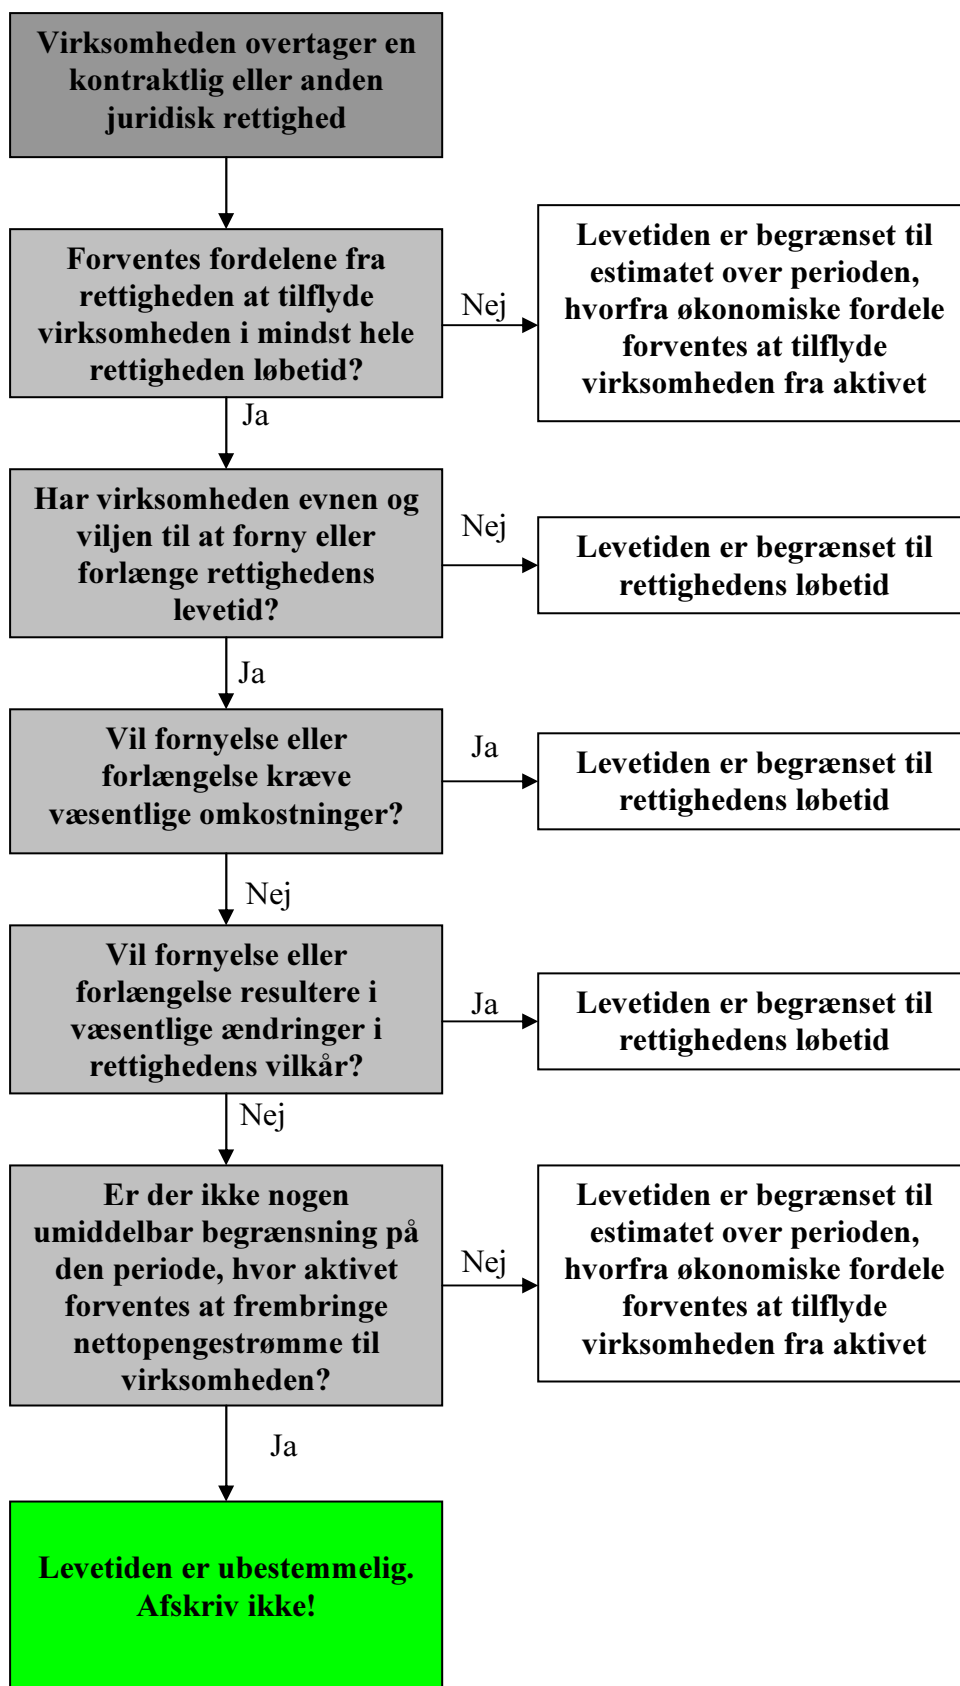 Virksomheden overtager en
kontraktlig eller anden
juridisk rettighed
Forventes fordelene fra
rettigheden at tilflyde
virksomheden i mindst hele
rettigheden løbetid?
Nej
Levetiden er begrænset til
estimatet over perioden,
hvorfra økonomiske fordele
forventes at tilflyde
virksomheden fra aktivet
Ja
Har virksomheden evnen og
viljen til at forny eller
forlænge rettighedens
levetid?
Nej
Levetiden er begrænset til
rettighedens løbetid
Ja
Vil fornyelse eller
forlængelse kræve
væsentlige omkostninger?
Ja
Levetiden er begrænset til
rettighedens løbetid
Nej
Vil fornyelse eller
forlængelse resultere i
væsentlige ændringer i
rettighedens vilkår?
Ja
Levetiden er begrænset til
rettighedens løbetid
Nej
Er der ikke nogen
umiddelbar begrænsning på
den periode, hvor aktivet
forventes at frembringe
nettopengestrømme til
virksomheden?
Nej
Levetiden er begrænset til
estimatet over perioden,
hvorfra økonomiske fordele
forventes at tilflyde
virksomheden fra aktivet
Ja
Levetiden er ubestemmelig.
Afskriv ikke!